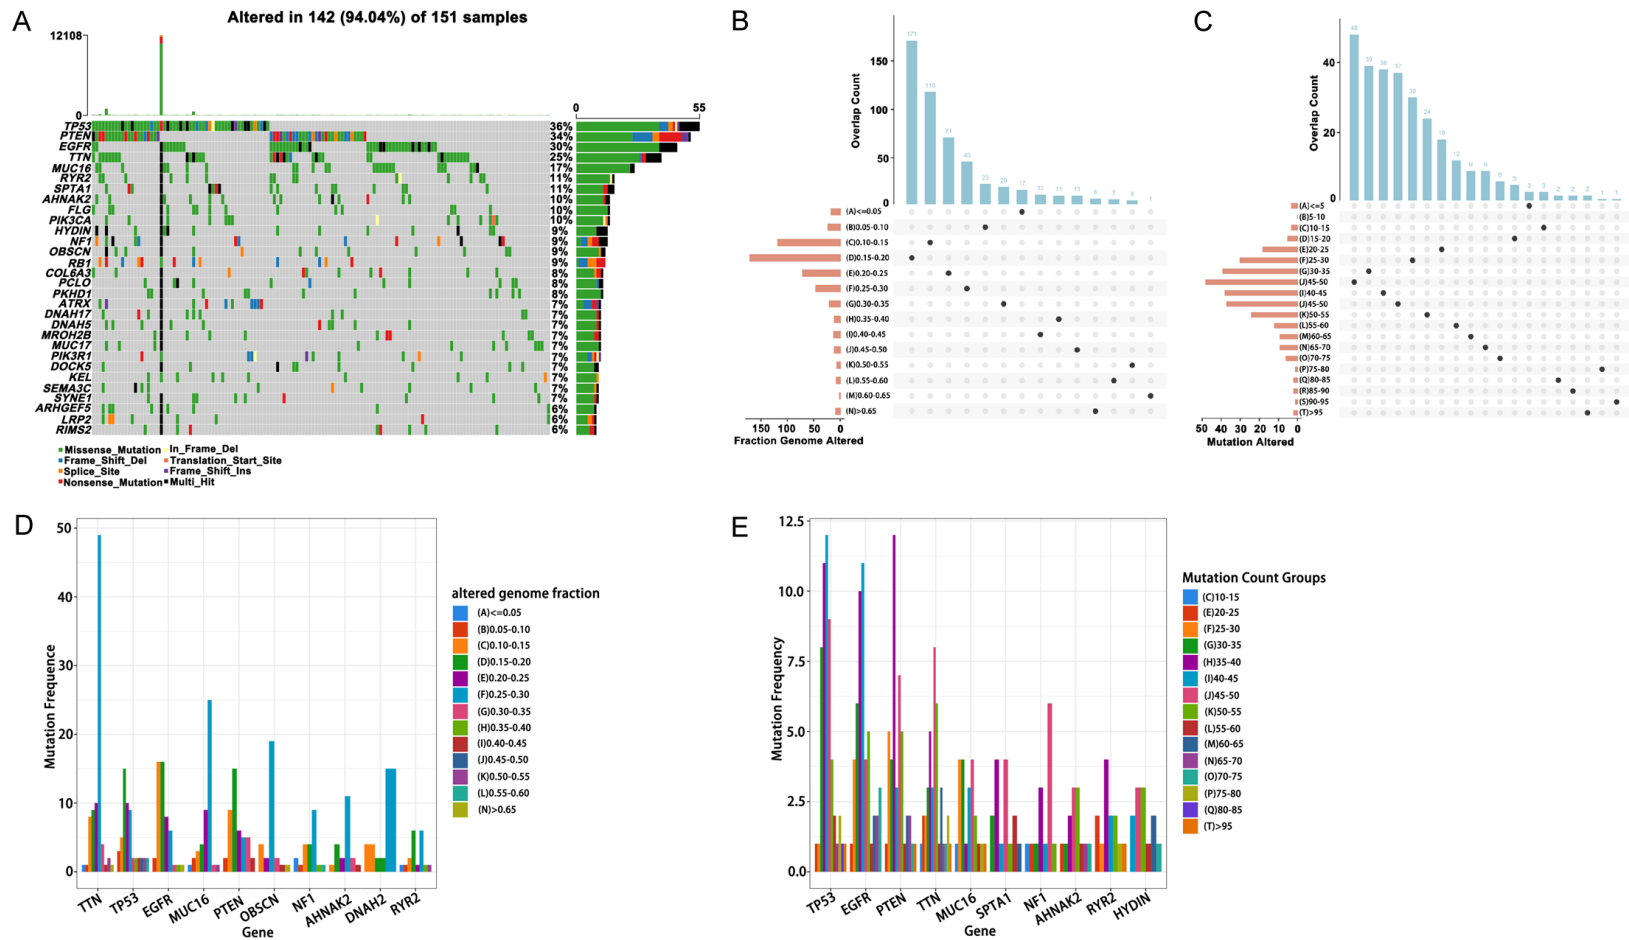 A
Altered in 142 (94.04%) of 151 samples
12108
0
0
55
TP53 36%
PTEN 34%
EGFR 30%
TTN 25%
MUC16 17%
RYR2 11%
SPTA1 11%
AHNAK2 10%
FLG 10%
PIK3CA 10%
HYDIN 9%
NF1 9%
OBSCN 9%
RB1 9%
COL6A3 8%
PCLO 8%
PKHD1 8%
ATRX 7%
DNAH17 7%
DNAH5 7%
MROH2B 7%
MUC17 7%
PIK3R1 7%
DOCK5 7%
KEL 7%
SEMA3C 7%
SYNE1 7%
ARHGEF5 6%
LRP2 6%
RIMS2 6%
Missense_Mutation In_Frame_Del
Frame_Shift_Del Translation_Start_Site
Splice_Site Frame_Shift_Ins
Nonsense_Mutation Multi_Hit
B
Overlap Count
150
100
50
0
171 110 71 40 23 20 17 12 11 11 6 7 1
(A)<=0.05
(B)0.05-0.10
(C)0.10-0.15
(D)0.15-0.20
(E)0.20-0.25
(F)0.25-0.30
(G)0.30-0.35
(H)0.35-0.40
(I)0.40-0.45
(J)0.45-0.50
(K)0.50-0.55
(L)0.55-0.60
(M)0.60-0.65
(N)>0.65
150 100 50 0
Fraction Genome Altered
C
Overlap Count
40
20
0
48 39 38 37 30 24 18 12 9 9 6 5 3 3 2 2 2 1 1
(A)<=5
(B)5-10
(C)10-15
(D)15-20
(E)20-25
(F)25-30
(G)30-35
(J)45-50
(I)40-45
(J)45-50
(K)50-55
(L)55-60
(M)60-65
(N)65-70
(O)70-75
(P)75-80
(Q)80-85
(R)85-90
(S)90-95
(T)>95
50 40 30 20 10 0
Mutation Altered
D
Mutation Frequence
50
40
30
20
10
0
TTN TP53 EGFR MUC16 PTEN OBSCN NF1 AHNAK2 DNAH2 RYR2
Gene
altered genome fraction
(A)<=0.05
(B)0.05-0.10
(C)0.10-0.15
(D)0.15-0.20
(E)0.20-0.25
(F)0.25-0.30
(G)0.30-0.35
(H)0.35-0.40
(I)0.40-0.45
(J)0.45-0.50
(K)0.50-0.55
(L)0.55-0.60
(N)>0.65
E
Mutation Frequency
12.5
10.0
7.5
5.0
2.5
0.0
TP53 EGFR PTEN TTN MUC16 SPTA1 NF1 AHNAK2 RYR2 HYDIN
Gene
Mutation Count Groups
(C)10-15
(E)20-25
(F)25-30
(G)30-35
(H)35-40
(I)40-45
(J)45-50
(K)50-55
(L)55-60
(M)60-65
(N)65-70
(O)70-75
(P)75-80
(Q)80-85
(T)>95